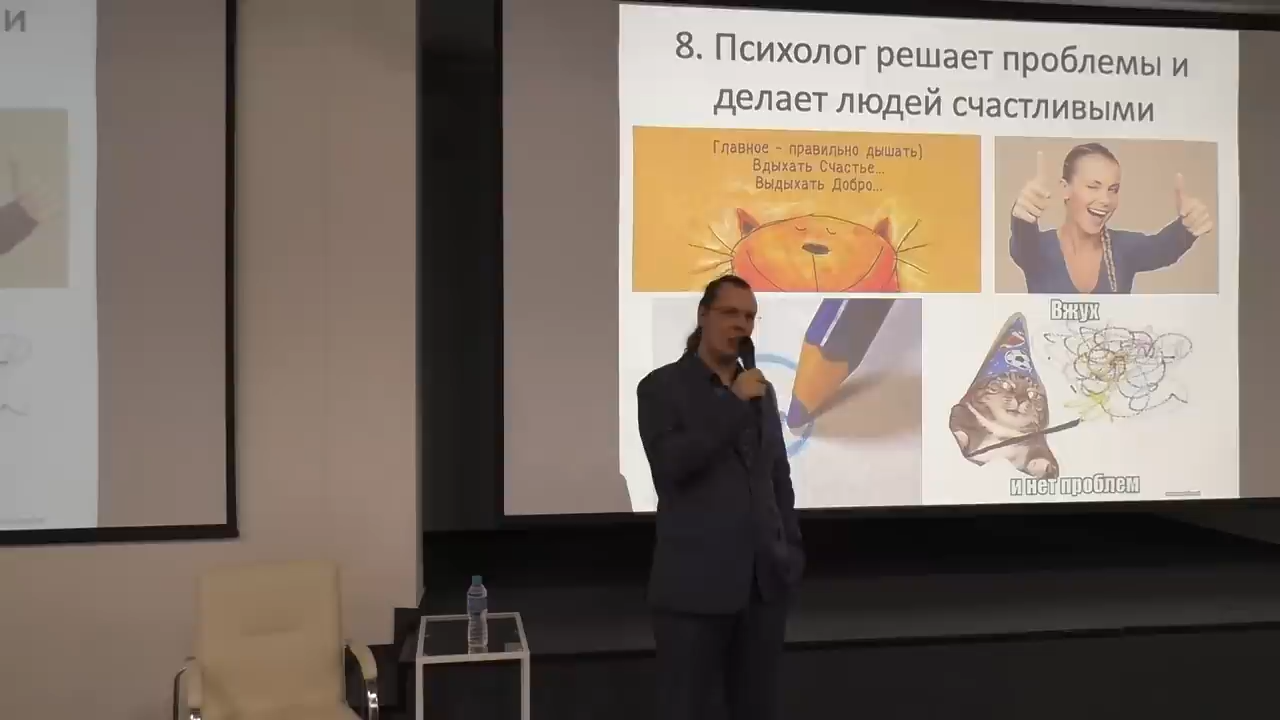 и
8. Психолог решает проблемы и
делает людей счастливыми
Главное - правильно дышать)
Вдыхать Счастье...
Выдыхать Добро...
Вжух
и нет проблем